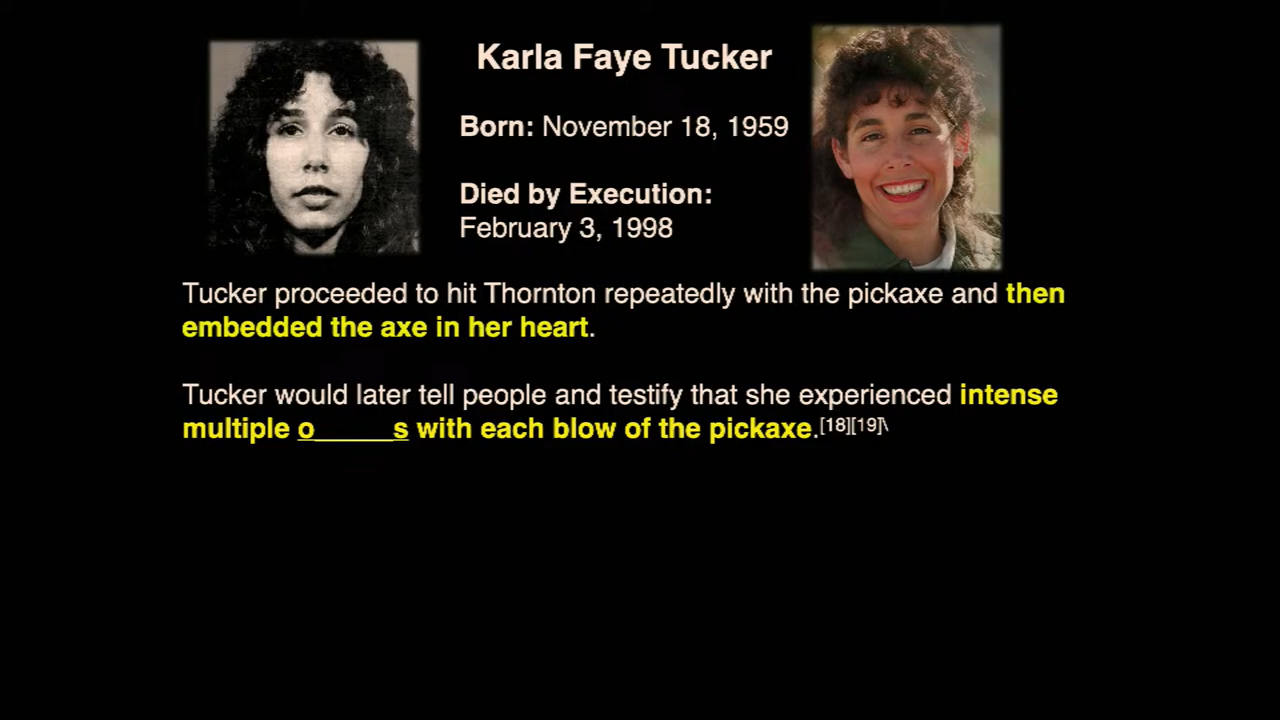 Karla Faye Tucker
Born: November 18, 1959
Died by Execution:
February 3, 1998
Tucker proceeded to hit Thornton repeatedly with the pickaxe and then
embedded the axe in her heart.
Tucker would later tell people and testify that she experienced intense
multiple o_____s with each blow of the pickaxe.[18][19]\